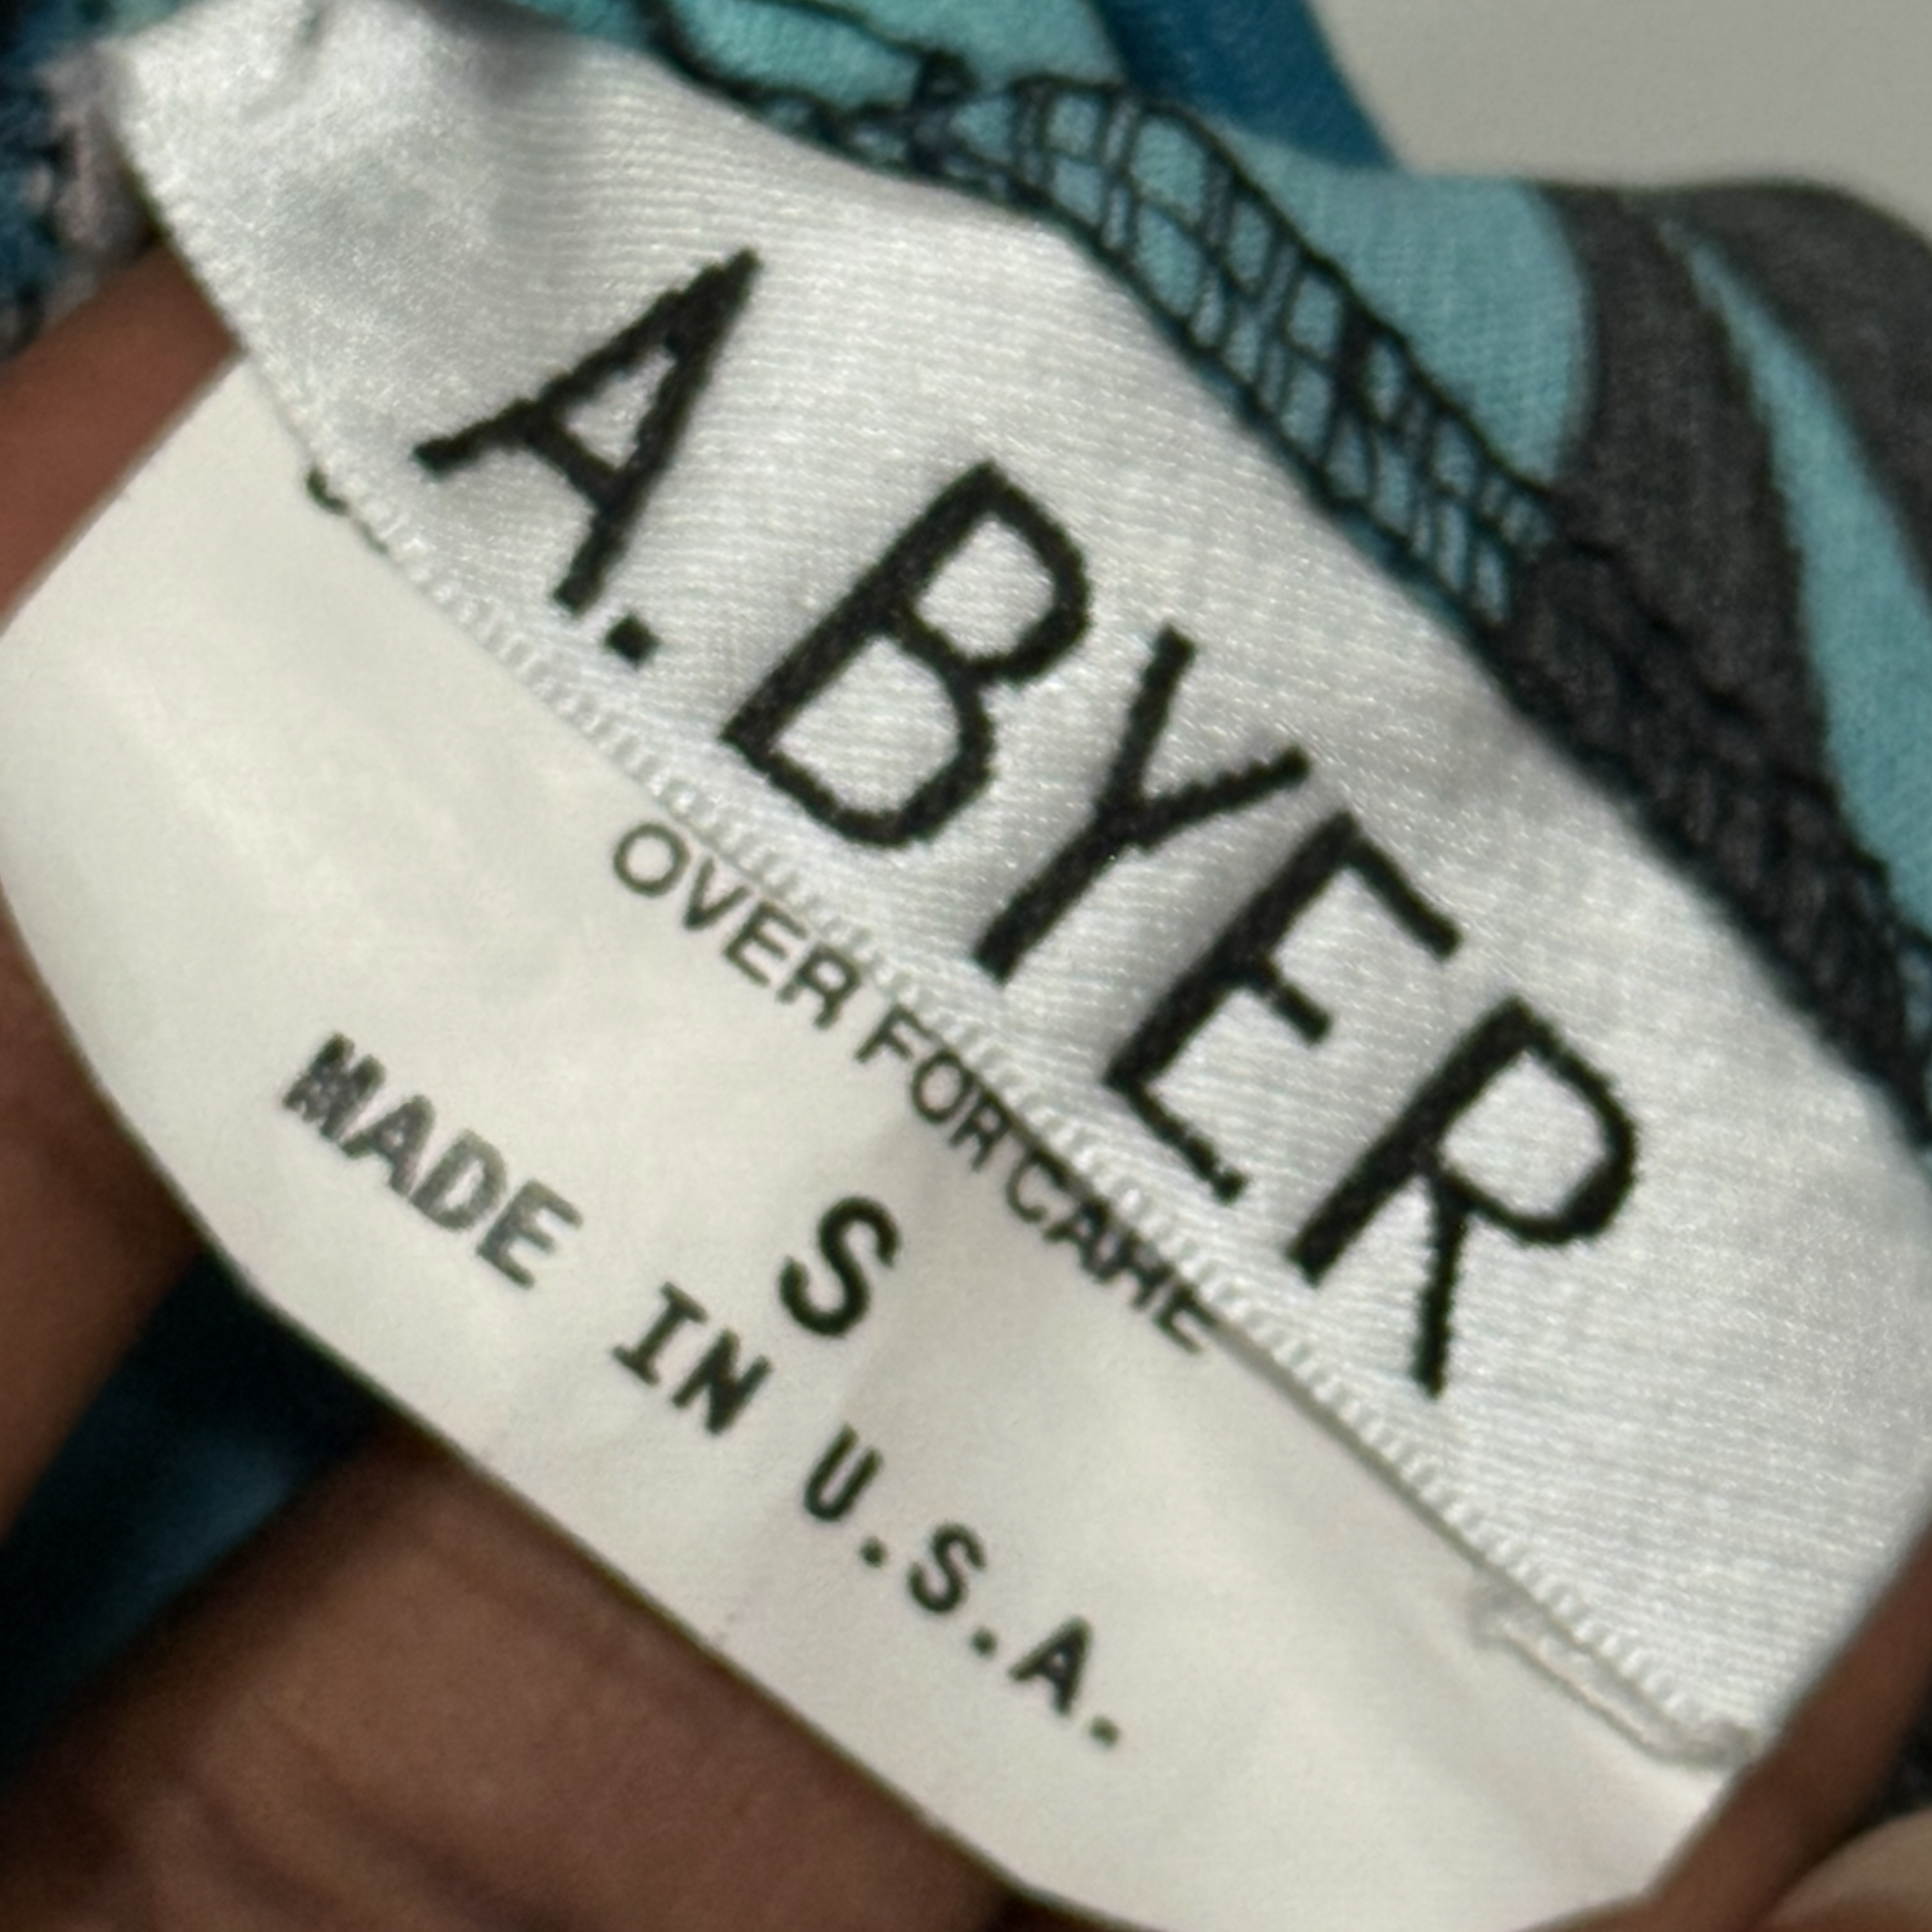 A.BYER
OVER FOR CARE
S
MADE IN U.S.A.